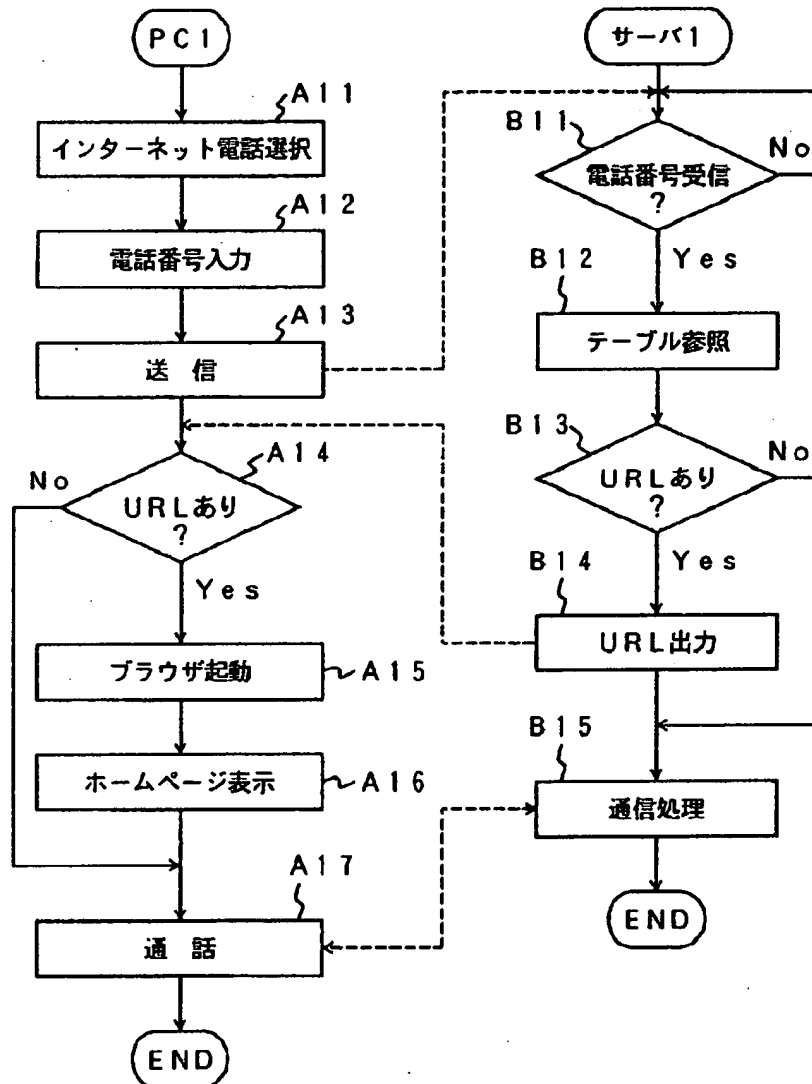 PC1
A11
インターネット電話選択
A12
電話番号入力
A13
送信
A14
No
URLあり
?
Yes
ブラウザ起動
A15
ホームページ表示
A16
A17
通話
END
サーバ1
B11
No
電話番号受信
?
Yes
B12
テーブル参照
B13
No
URLあり
?
Yes
B14
URL出力
B15
通信処理
END